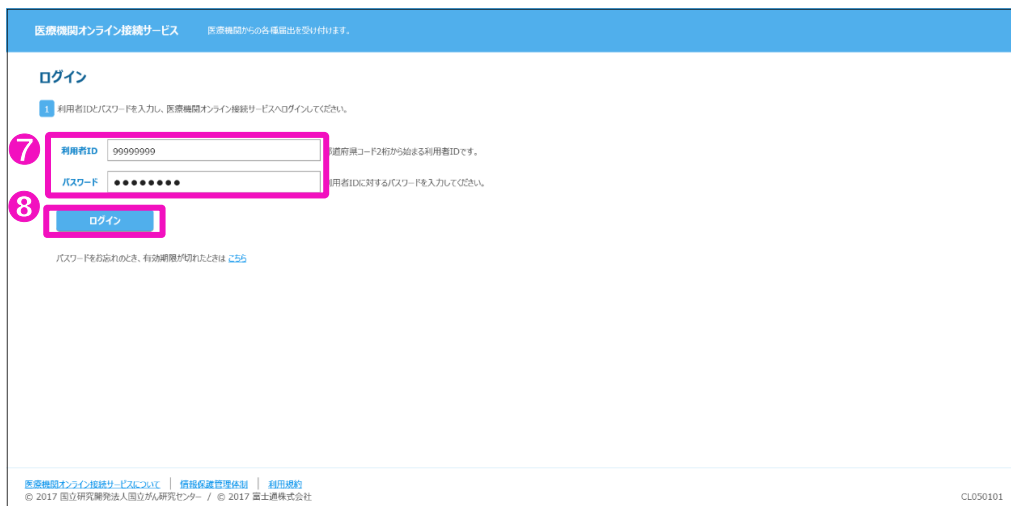 医療機関オンライン接続サービス 医療機関からの各種届出を受け付けます。
ログイン
1 利用者IDとパスワードを入力し、医療機関オンライン接続サービスへログインしてください。
7 利用者ID 99999999 道府県コード2桁から始まる利用者IDです。
パスワード ●●●●●●●● 用者IDに対するパスワードを入力してください。
8 ログイン
パスワードをお忘れのとき、有効期限が切れたときは こちら
医療機関オンライン接続サービスについて | 情報保護管理体制 | 利用規約
© 2017 国立研究開発法人国立がん研究センター / © 2017 富士通株式会社 CL050101